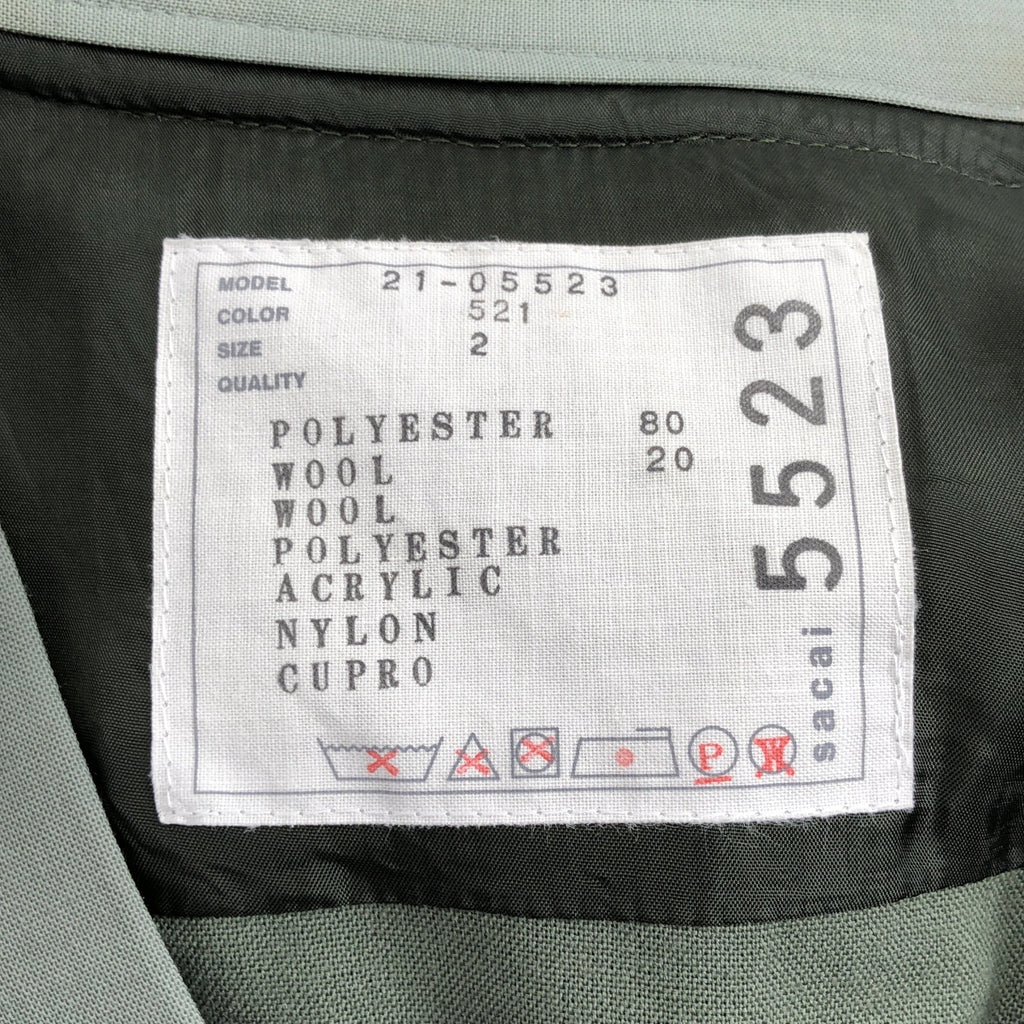 MODEL 21-05523
COLOR 521
SIZE 2
QUALITY
POLYESTER 80
WOOL 20
WOOL
POLYESTER
ACRYLIC
NYLON
CUPRO
P W
sacai 5523